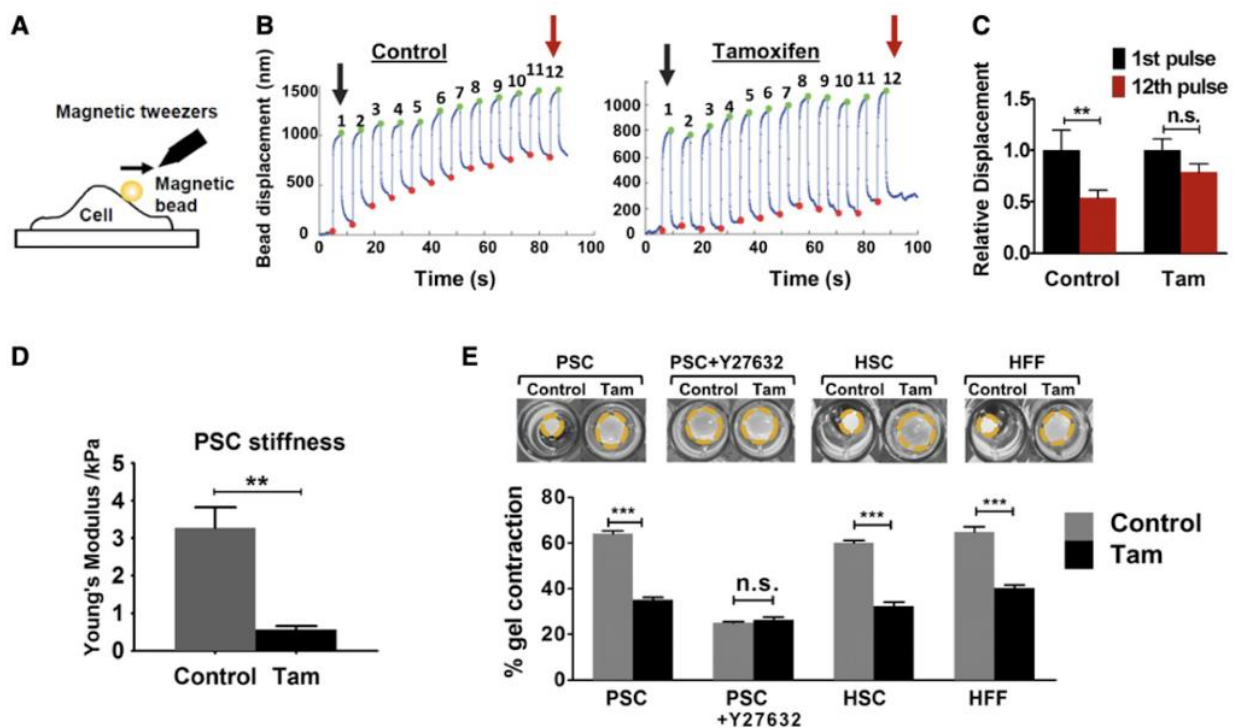 A
Magnetic tweezers
Magnetic
bead
Cell
B
Control
Bead displacement (nm)
1500
1000
500
0
1 2 3 4 5 6 7 8 9 10 11 12
0 20 40 60 80 100
Time (s)
Tamoxifen
1000
800
600
400
200
0
1 2 3 4 5 6 7 8 9 10 11 12
0 20 40 60 80 100
Time (s)
C
1st pulse
12th pulse
Relative Displacement
1.5
1.0
0.5
0.0
**
n.s.
Control Tam
D
PSC stiffness
Young's Modulus /kPa
5
4
3
2
1
0
**
Control Tam
E
PSC PSC+Y27632 HSC HFF
Control Tam Control Tam Control Tam Control Tam
% gel contraction
80
60
40
20
0
*** n.s. *** ***
Control
Tam
PSC PSC HSC HFF
+Y27632